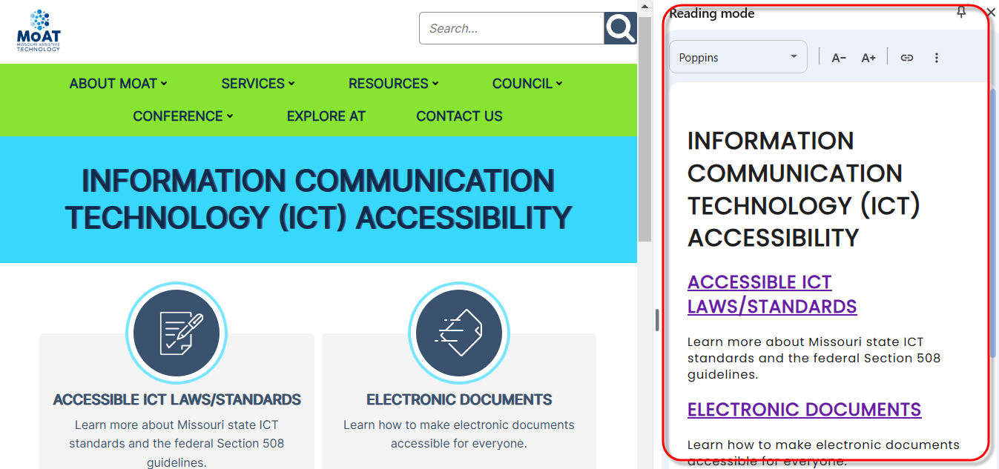 MoAT
MISSOURI ASSISTIVE
TECHNOLOGY
Search...
ABOUT MOAT
SERVICES
RESOURCES
COUNCIL
CONFERENCE
EXPLORE AT
CONTACT US
INFORMATION COMMUNICATION
TECHNOLOGY (ICT) ACCESSIBILITY
ACCESSIBLE ICT LAWS/STANDARDS
Learn more about Missouri state ICT
standards and the federal Section 508
guidelines.
ELECTRONIC DOCUMENTS
Learn how to make electronic documents
accessible for everyone.
Reading mode
Poppins
A-
A+
INFORMATION
COMMUNICATION
TECHNOLOGY (ICT)
ACCESSIBILITY
ACCESSIBLE ICT
LAWS/STANDARDS
Learn more about Missouri state ICT
standards and the federal Section 508
guidelines.
ELECTRONIC DOCUMENTS
Learn how to make electronic documents
accessible for everyone.